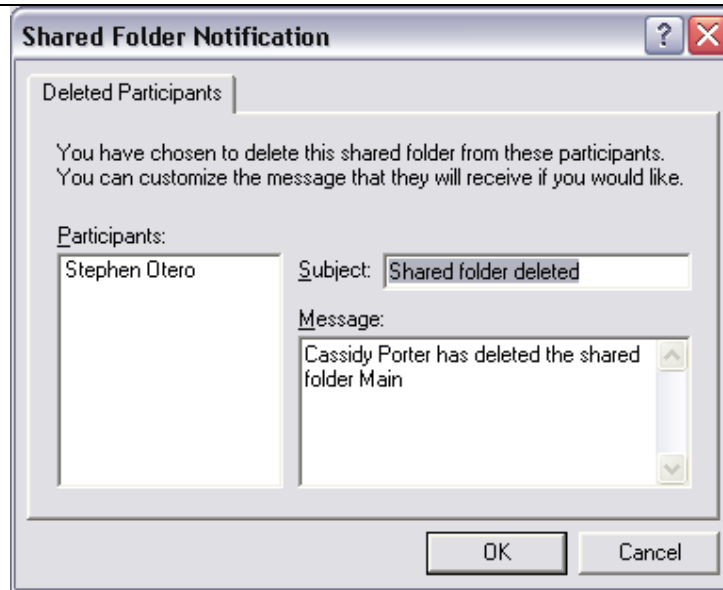 Shared Folder Notification
Deleted Participants
You have chosen to delete this shared folder from these participants.
You can customize the message that they will receive if you would like.
Participants:
Stephen Otero
Subject: Shared folder deleted
Message:
Cassidy Porter has deleted the shared
folder Main
OK Cancel